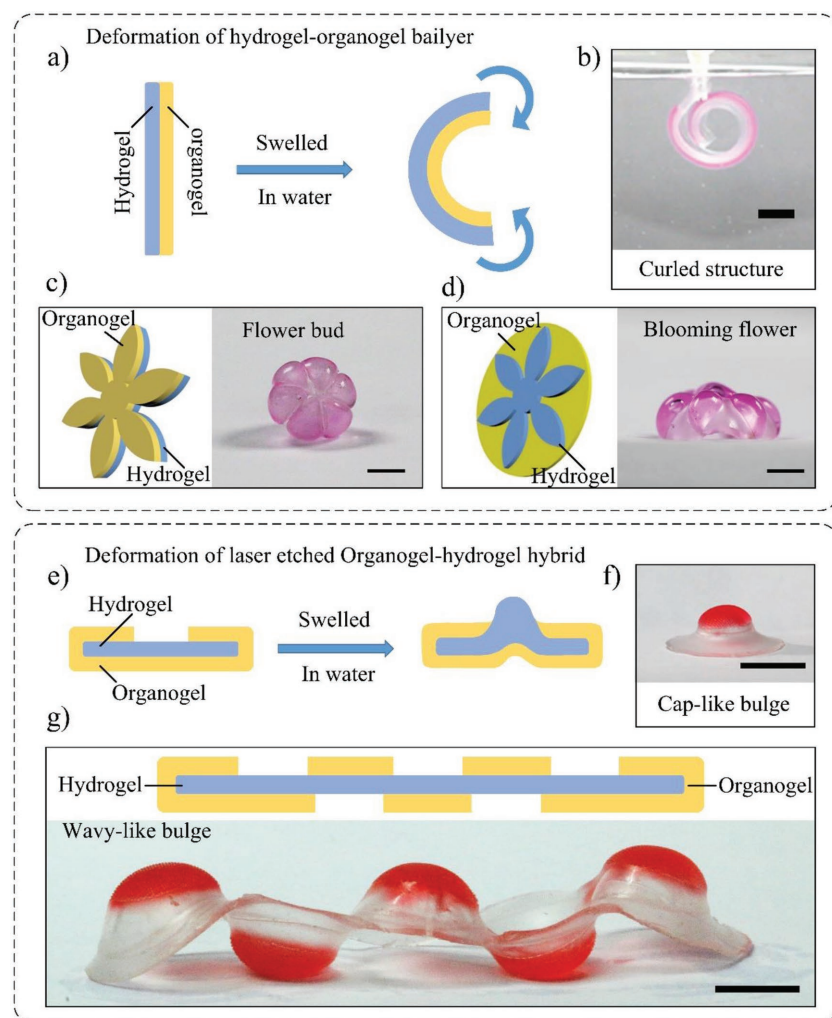 Deformation of hydrogel-organogel bailyer
a)
Hydrogel
organogel
Swelled
In water
b)
Curled structure
c)
Organogel
Hydrogel
Flower bud
d)
Organogel
Hydrogel
Blooming flower
Deformation of laser etched Organogel-hydrogel hybrid
e)
Hydrogel
Organogel
Swelled
In water
f)
Cap-like bulge
g)
Hydrogel
Organogel
Wavy-like bulge